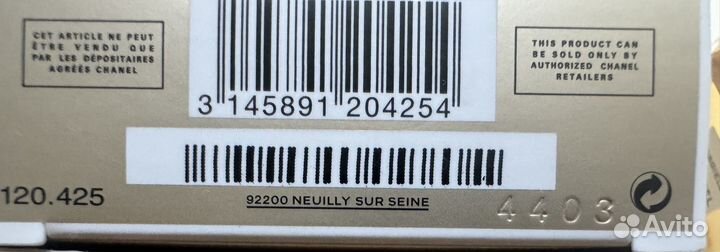 CET ARTICLE NE PEUT
ÊTRE VENDU QUE
PAR LES DÉPOSITAIRES
AGRÉÉS CHANEL
THIS PRODUCT CAN
BE SOLD ONLY BY
AUTHORIZED CHANEL
RETAILERS
3 145891 204254
120.425
92200 NEUILLY SUR SEINE
4403
Avito